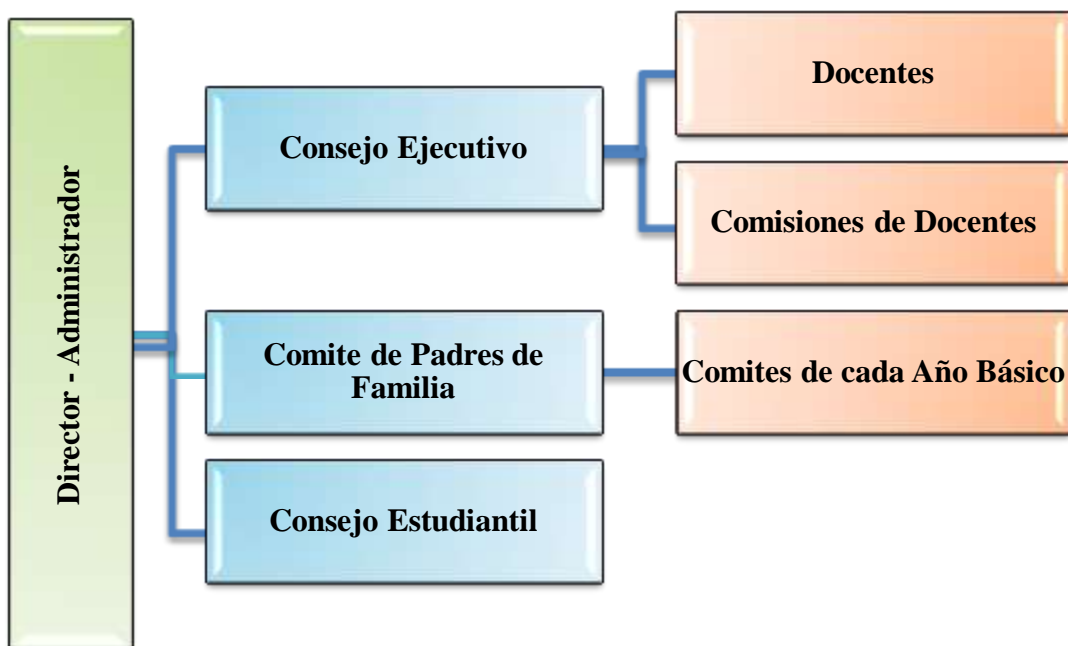 Director - Administrador
Consejo Ejecutivo
Docentes
Comisiones de Docentes
Comite de Padres de
Familia
Comites de cada Año Básico
Consejo Estudiantil